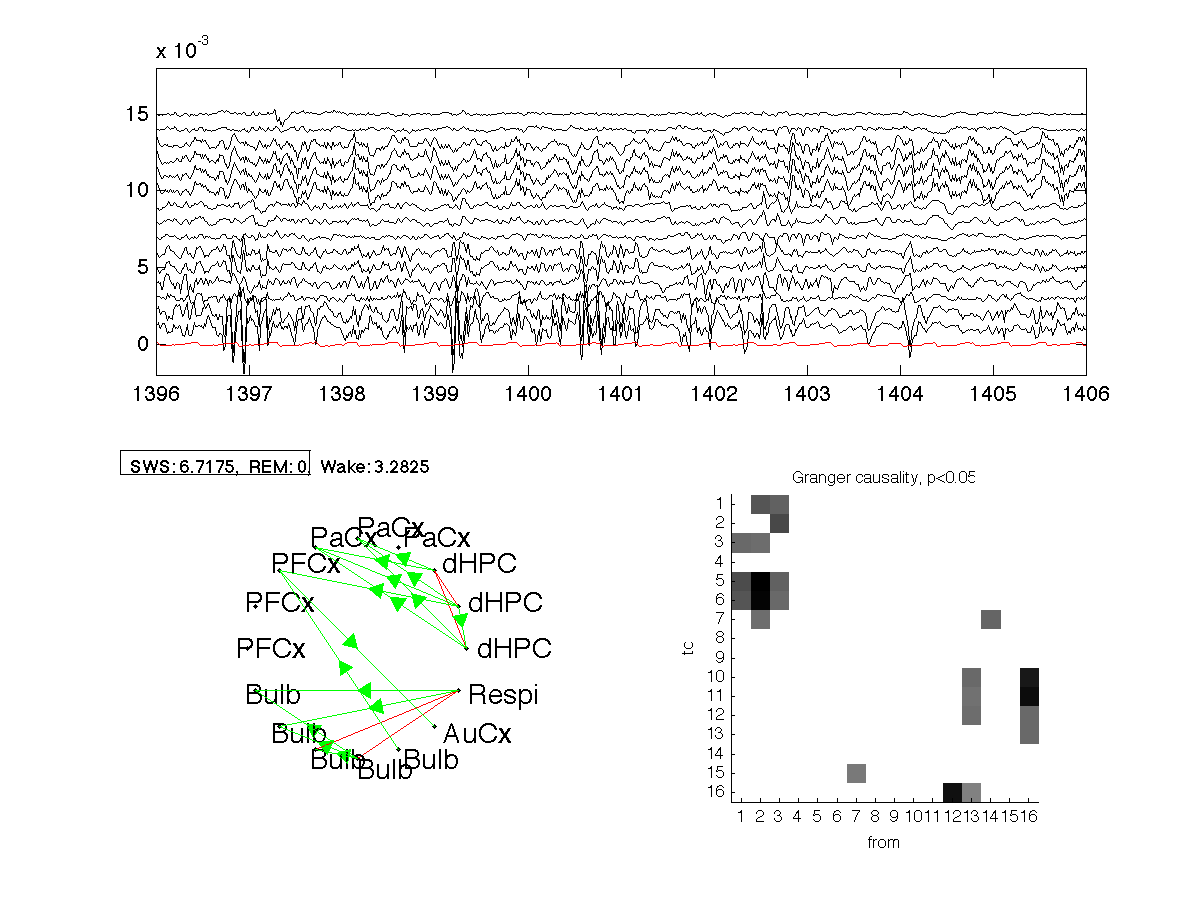 x 10-3
15
10
5
0
1396 1397 1398 1399 1400 1401 1402 1403 1404 1405 1406
SWS:6.7175, REM:0, Wake:3.2825
Granger causality, p<0.05
PaCx
PaCx PaCx
PFCx dHPC
PFCx dHPC
PFCx dHPC
Bulb Respi
Bulb AuCx
Bulb Bulb
Bulb
1
2
3
4
5
6
7
8
9
10
11
12
13
14
15
16
to
1 2 3 4 5 6 7 8 9 10 11 12 13 14 15 16
from